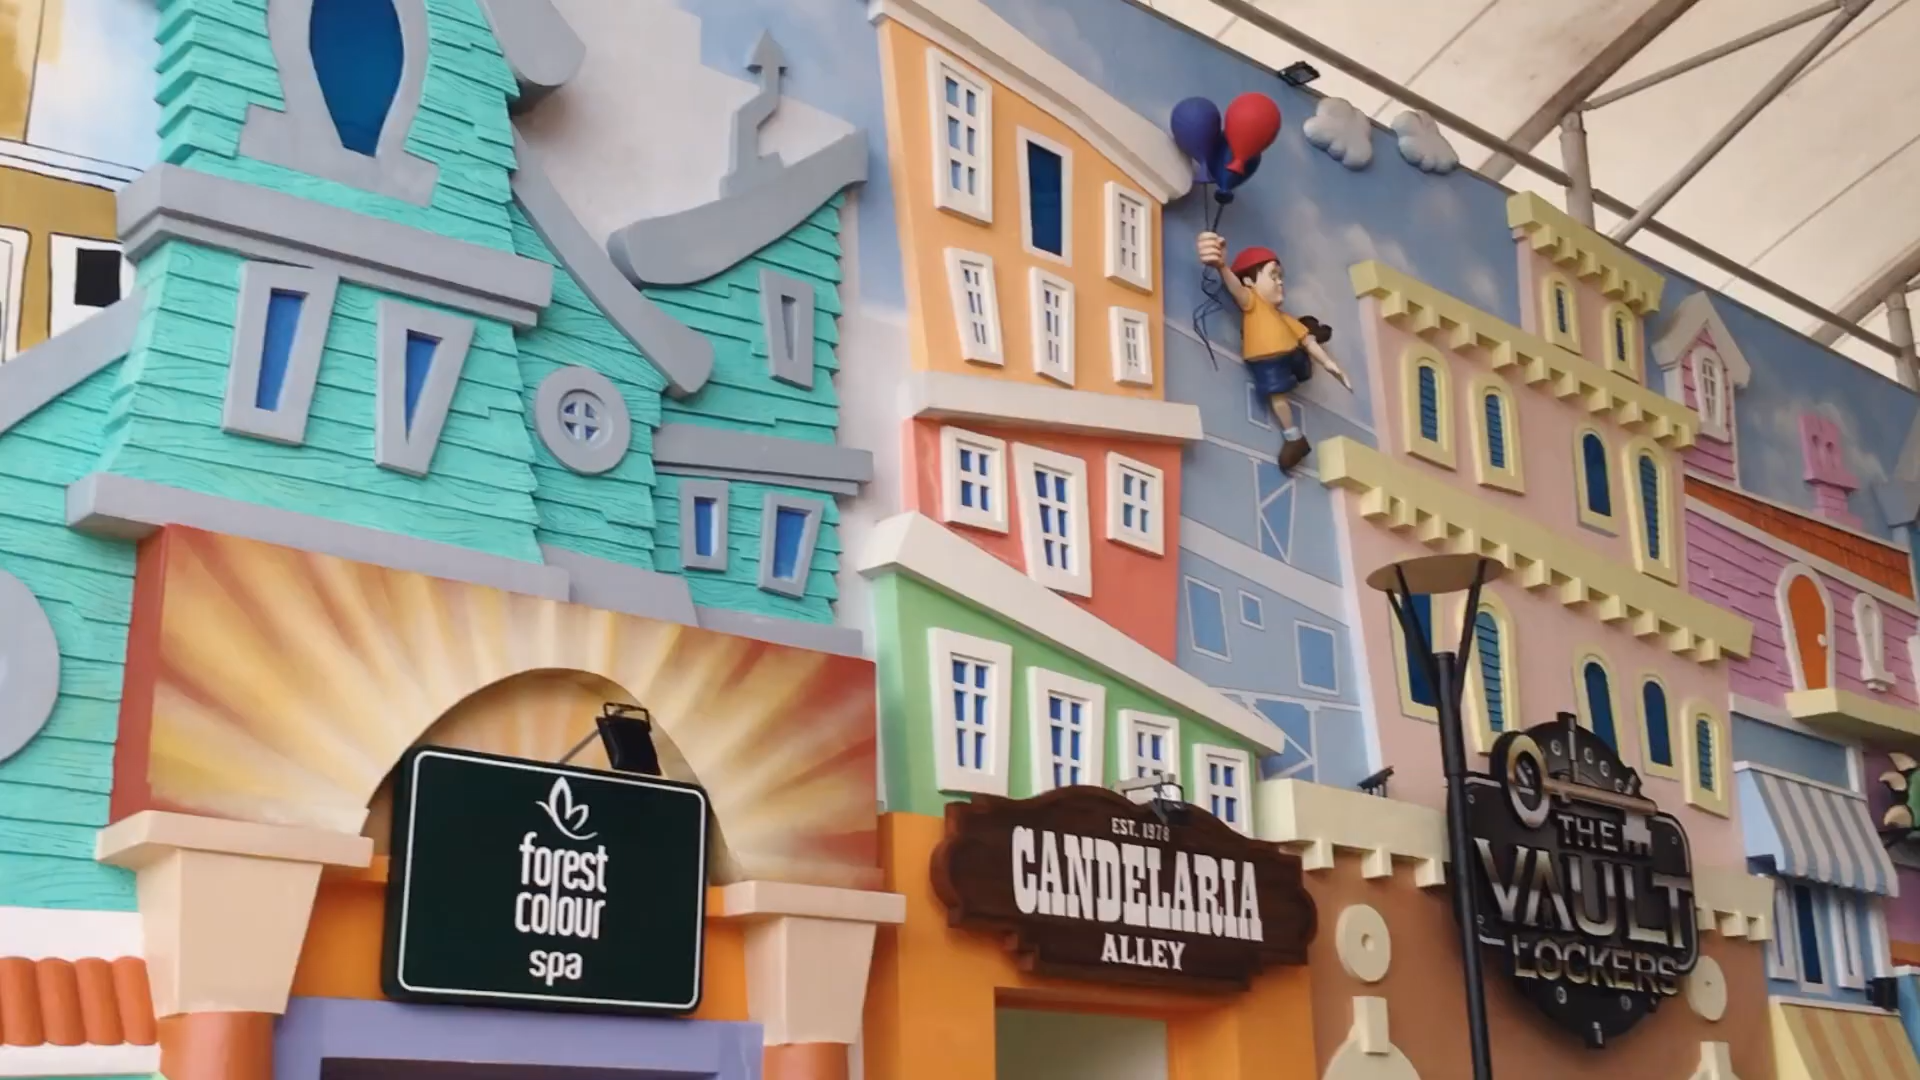 forest
colour
spa
EST. 1978
CANDELARIA
ALLEY
THE
VAULT
LOCKERS